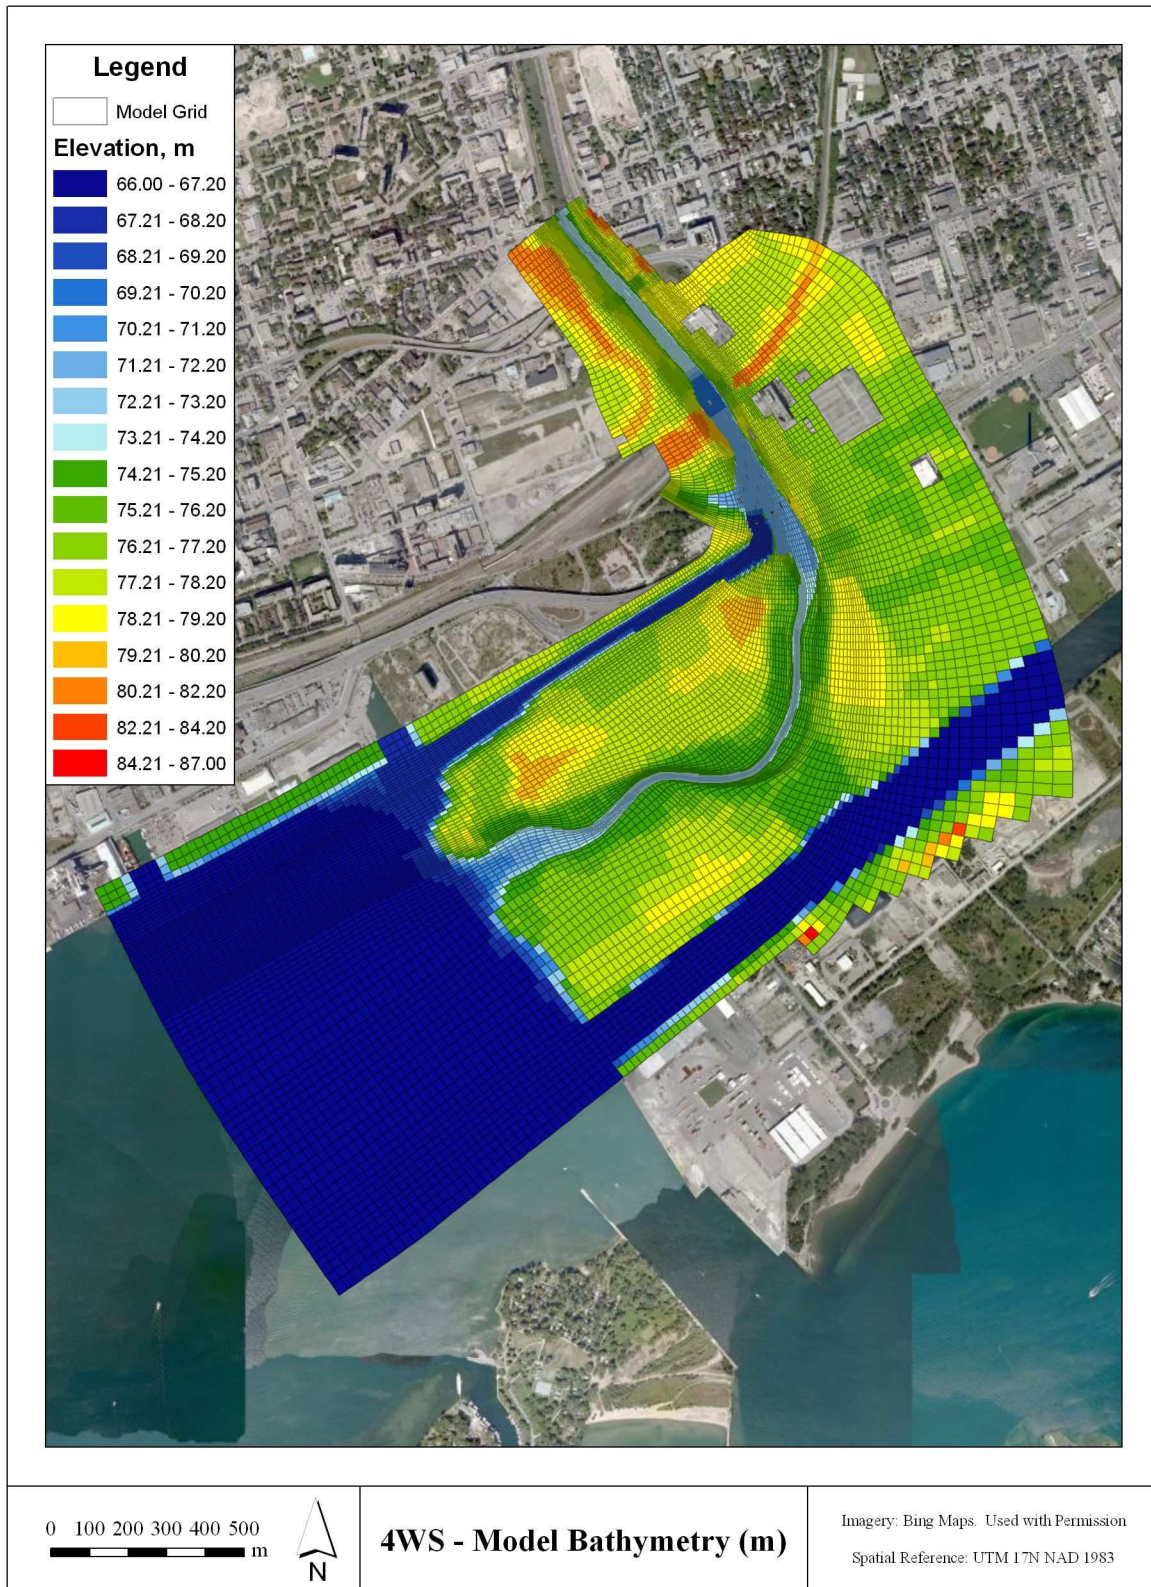 Legend
Model Grid
Elevation, m
66.00 - 67.20
67.21 - 68.20
68.21 - 69.20
69.21 - 70.20
70.21 - 71.20
71.21 - 72.20
72.21 - 73.20
73.21 - 74.20
74.21 - 75.20
75.21 - 76.20
76.21 - 77.20
77.21 - 78.20
78.21 - 79.20
79.21 - 80.20
80.21 - 82.20
82.21 - 84.20
84.21 - 87.00
0 100 200 300 400 500
m
N
4WS - Model Bathymetry (m)
Imagery: Bing Maps. Used with Permission
Spatial Reference: UTM 17N NAD 1983